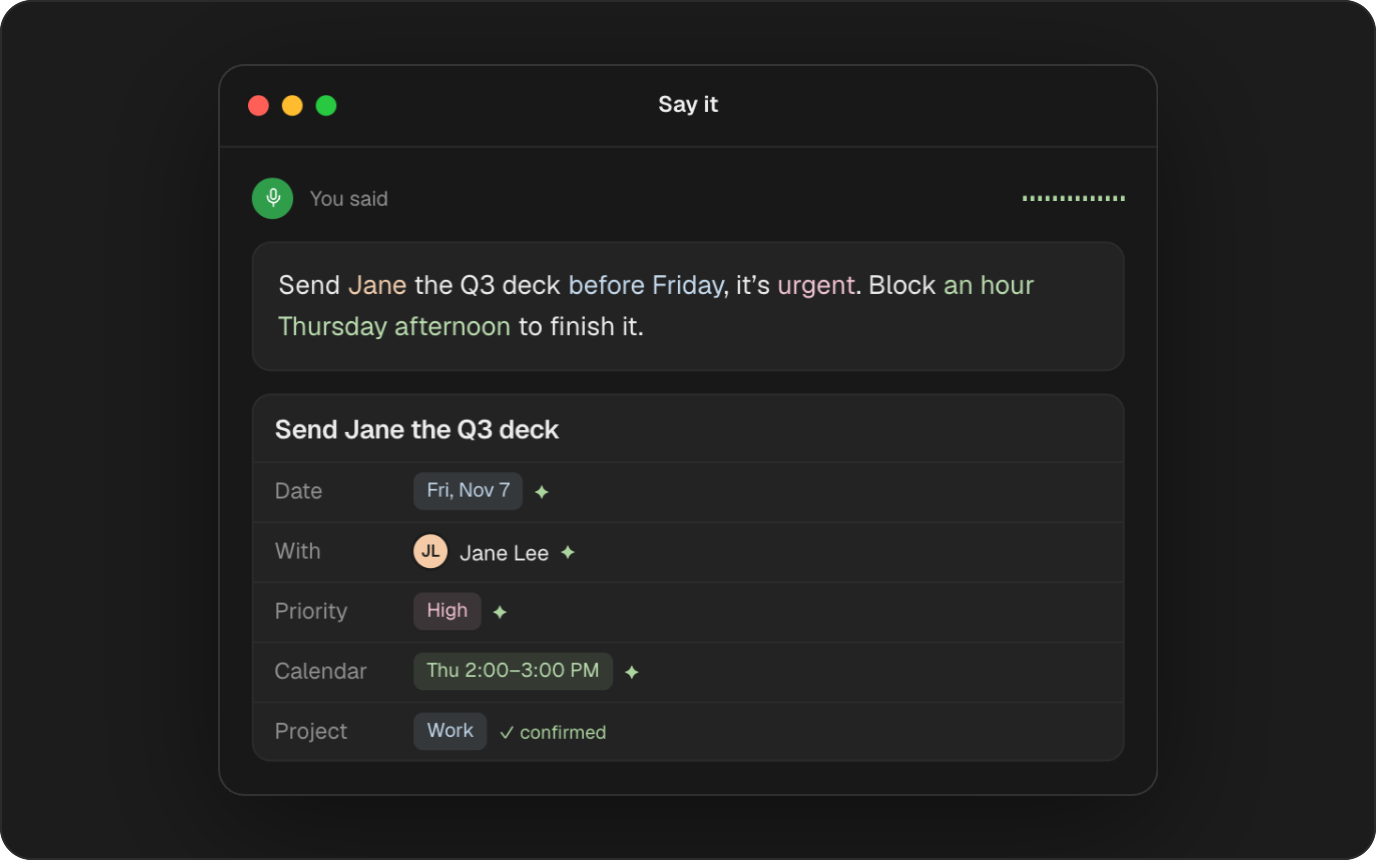 Say it
You said
Send Jane the Q3 deck before Friday, it’s urgent. Block an hour
Thursday afternoon to finish it.
Send Jane the Q3 deck
Date Fri, Nov 7
With JL Jane Lee
Priority High
Calendar Thu 2:00–3:00 PM
Project Work ✓ confirmed